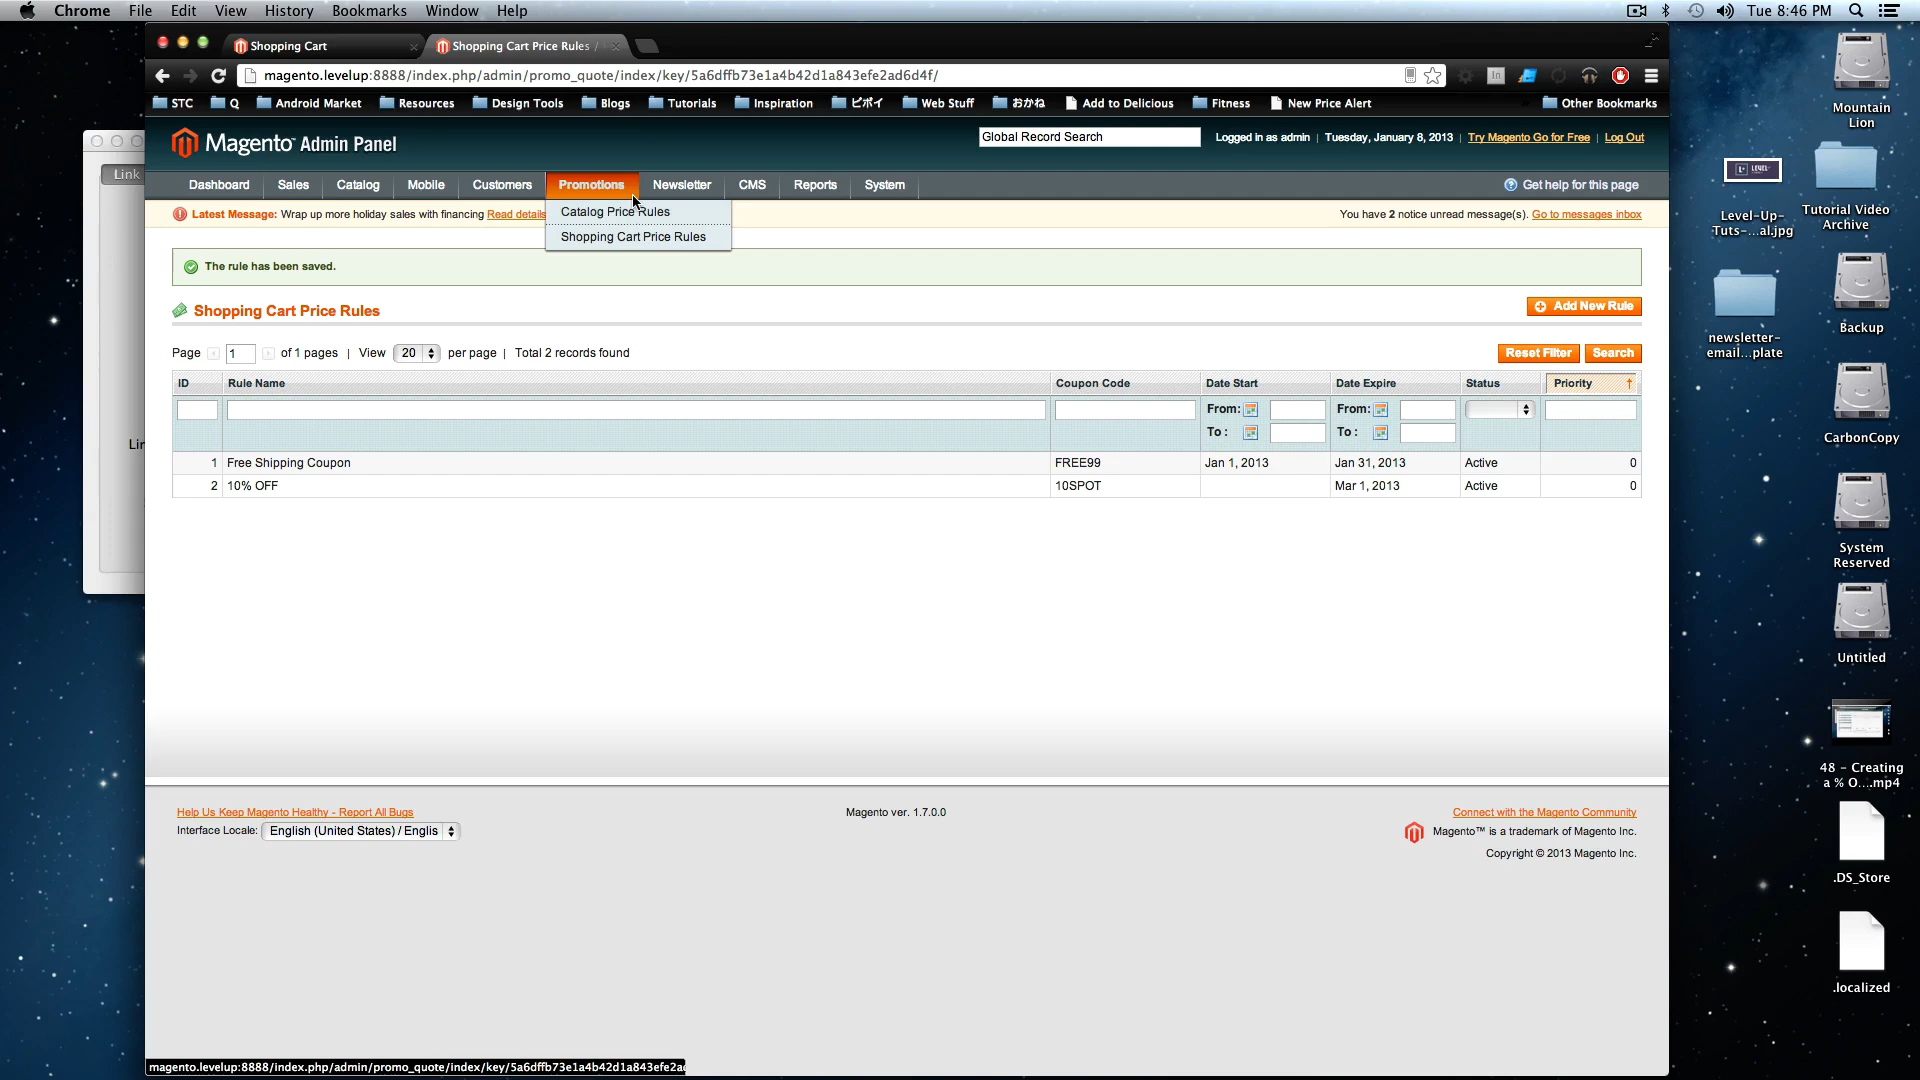 Chrome File Edit View History Bookmarks Window Help Tue 8:46 PM
Shopping Cart Shopping Cart Price Rules /
magento.levelup:8888/index.php/admin/promo_quote/index/key/5a6dffb73e1a4b42d1a843efe2ad6d4f/
STC Q Android Market Resources Design Tools Blogs Tutorials Inspiration ビボイ Web Stuff おかね Add to Delicious Fitness New Price Alert Other Bookmarks
Magento™ Admin Panel Global Record Search Logged in as admin | Tuesday, January 8, 2013 | Try Magento Go for Free | Log Out
Link
Dashboard Sales Catalog Mobile Customers Promotions Newsletter CMS Reports System Get help for this page
Latest Message: Wrap up more holiday sales with financing Read details You have 2 notice unread message(s). Go to messages inbox
Catalog Price Rules
Shopping Cart Price Rules
The rule has been saved.
Shopping Cart Price Rules Add New Rule
Page 1 of 1 pages | View 20 per page | Total 2 records found Reset Filter Search
ID Rule Name Coupon Code Date Start Date Expire Status Priority
From: From:
To : To :
1 Free Shipping Coupon FREE99 Jan 1, 2013 Jan 31, 2013 Active 0
2 10% OFF 10SPOT Mar 1, 2013 Active 0
Help Us Keep Magento Healthy - Report All Bugs Magento ver. 1.7.0.0 Connect with the Magento Community
Interface Locale: English (United States) / Englis Magento™ is a trademark of Magento Inc.
Copyright © 2013 Magento Inc.
magento.levelup:8888/index.php/admin/promo_quote/index/key/5a6dffb73e1a4b42d1a843efe2a
Mountain
Lion
LEVEL-
Level-Up-
Tuts-...al.jpg
Tutorial Video
Archive
Backup
newsletter-
email...plate
CarbonCopy
System
Reserved
Untitled
48 - Creating
a % O....mp4
.DS_Store
.localized